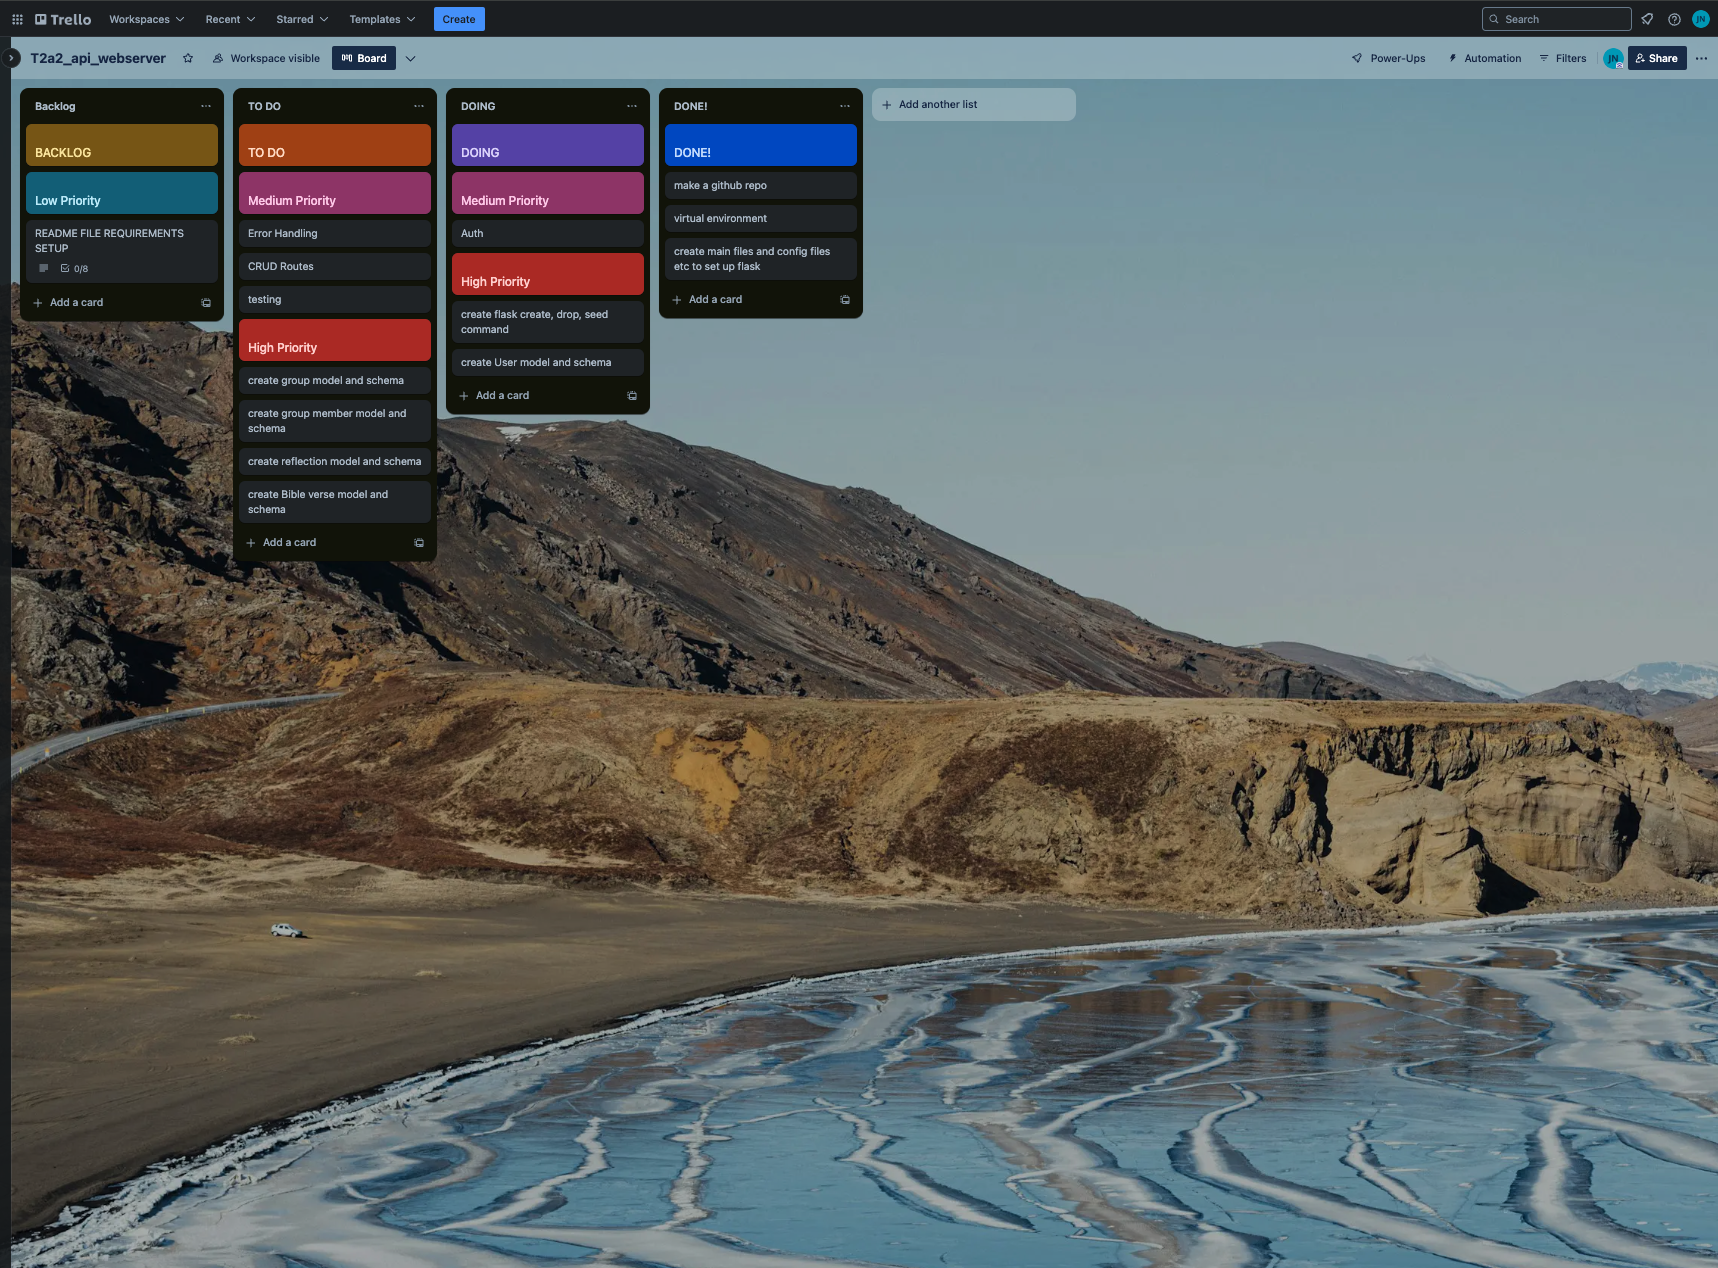 Trello
Workspaces
Recent
Starred
Templates
Create
Search
JN
T2a2_api_webserver
Workspace visible
Board
Power-Ups
Automation
Filters
JN
Share
Backlog
BACKLOG
Low Priority
README FILE REQUIREMENTS
SETUP
0/8
Add a card
TO DO
TO DO
Medium Priority
Error Handling
CRUD Routes
testing
High Priority
create group model and schema
create group member model and
schema
create reflection model and schema
create Bible verse model and
schema
Add a card
DOING
DOING
Medium Priority
Auth
High Priority
create flask create, drop, seed
command
create User model and schema
Add a card
DONE!
DONE!
make a github repo
virtual environment
create main files and config files
etc to set up flask
Add a card
Add another list